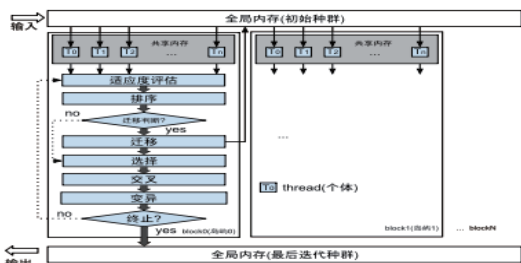 全局内存(初始种群)
输入
共享内存
T0 T1 T2 … Tn
适应度评估
排序
no
迁移判断?
yes
迁移
选择
交叉
变异
no
终止?
yes
block0(岛屿0)
共享内存
T0 T1 T2 … Tn
…
T0 thread(个体)
block1(岛屿1)
... blockN
全局内存(最后迭代种群)
输出